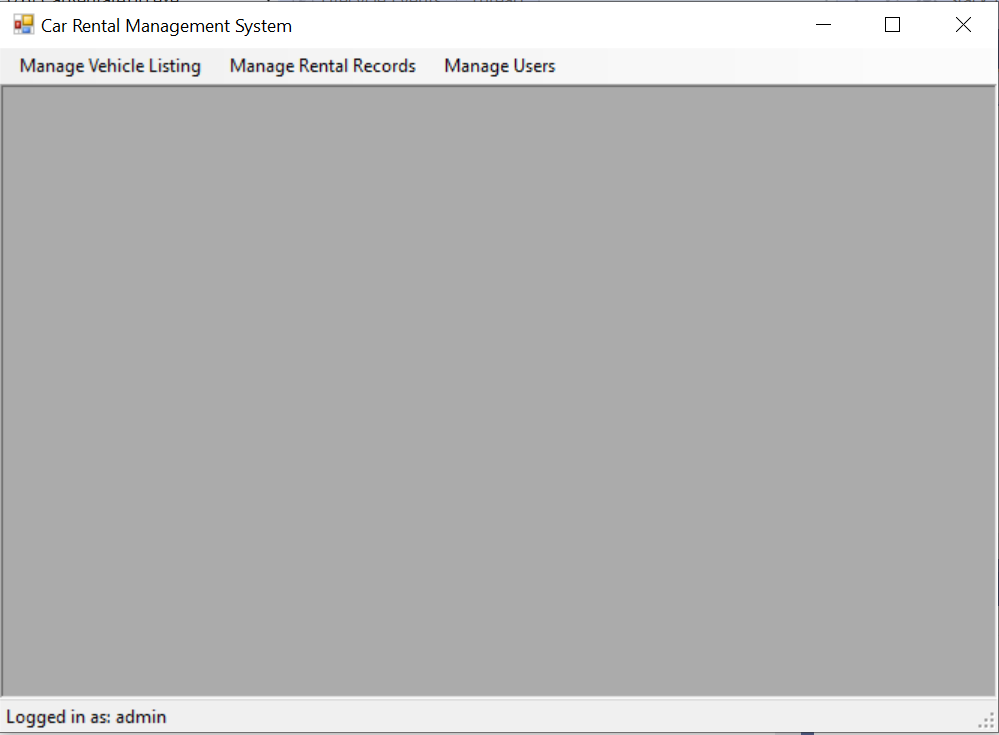 Car Rental Management System
Manage Vehicle Listing Manage Rental Records Manage Users
Logged in as: admin